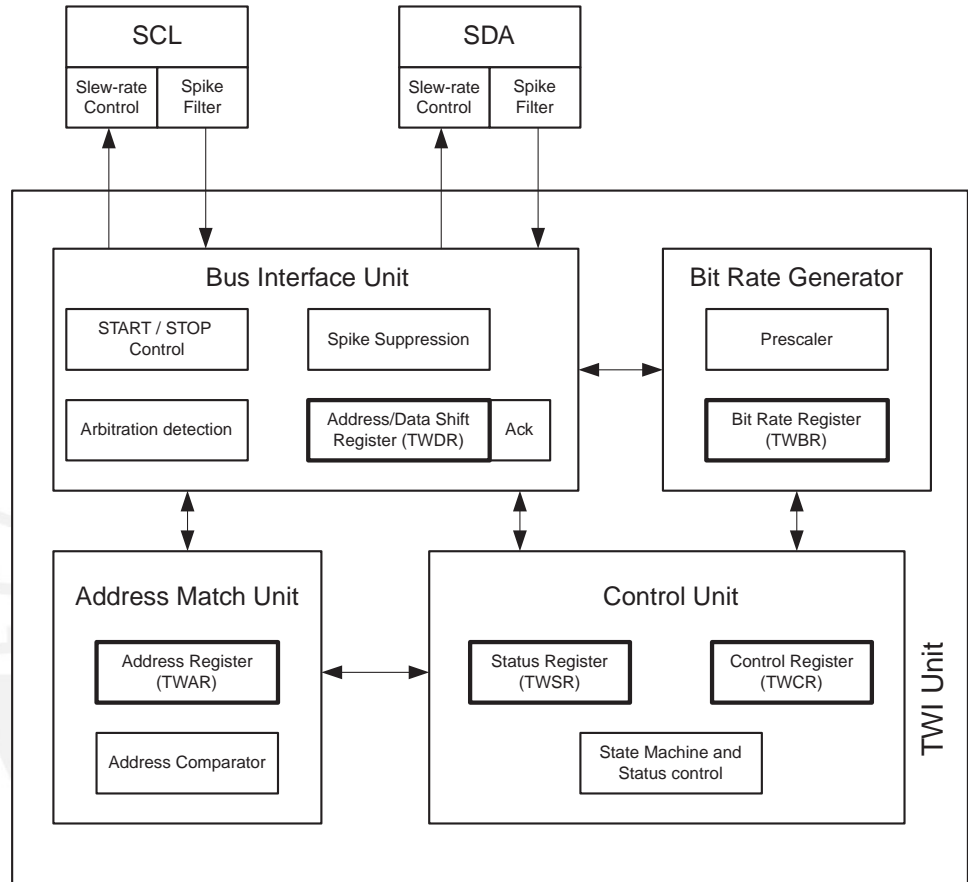 SCL
Slew-rate
Control
Spike
Filter
SDA
Slew-rate
Control
Spike
Filter
Bus Interface Unit
START / STOP
Control
Spike Suppression
Arbitration detection
Address/Data Shift
Register (TWDR)
Ack
Bit Rate Generator
Prescaler
Bit Rate Register
(TWBR)
Address Match Unit
Address Register
(TWAR)
Address Comparator
Control Unit
Status Register
(TWSR)
Control Register
(TWCR)
State Machine and
Status control
TWI Unit